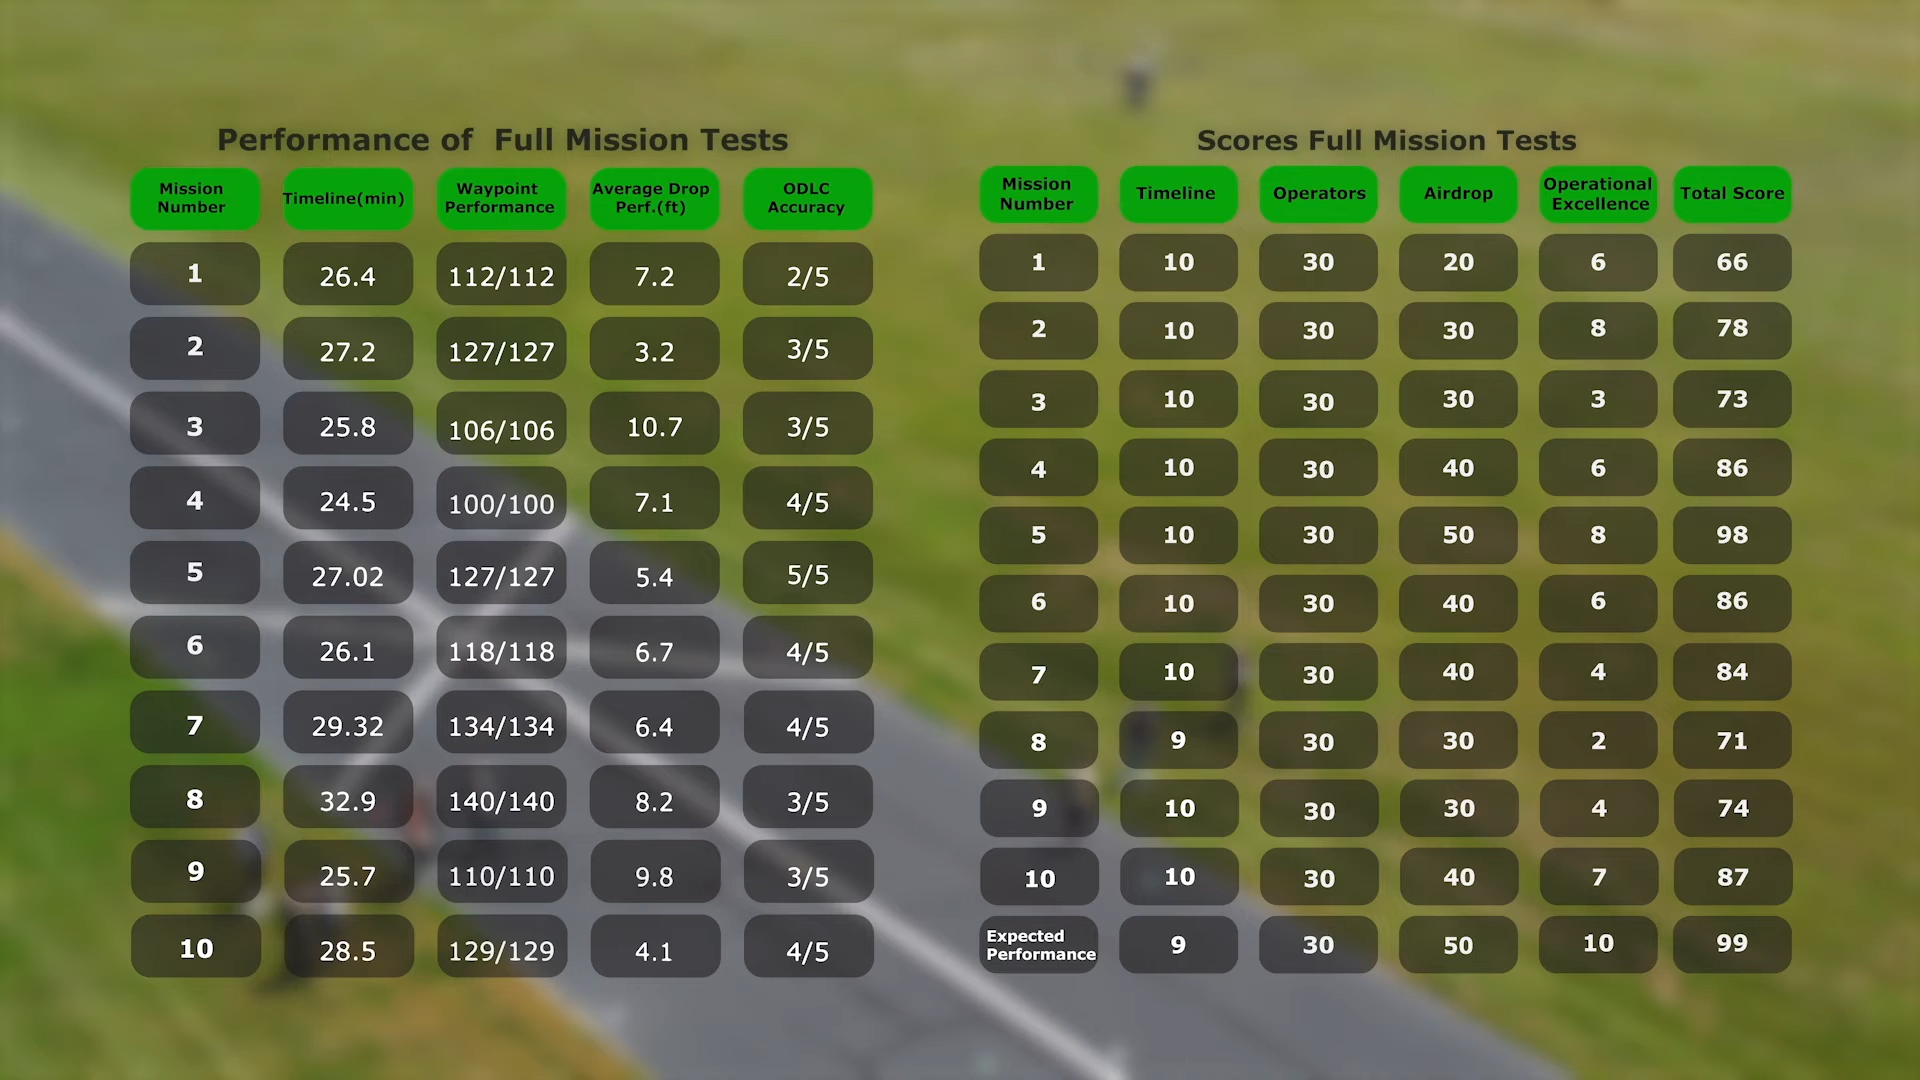 Performance of Full Mission Tests
Mission Number | Timeline(min) | Waypoint Performance | Average Drop Perf.(ft) | ODLC Accuracy
1 | 26.4 | 112/112 | 7.2 | 2/5
2 | 27.2 | 127/127 | 3.2 | 3/5
3 | 25.8 | 106/106 | 10.7 | 3/5
4 | 24.5 | 100/100 | 7.1 | 4/5
5 | 27.02 | 127/127 | 5.4 | 5/5
6 | 26.1 | 118/118 | 6.7 | 4/5
7 | 29.32 | 134/134 | 6.4 | 4/5
8 | 32.9 | 140/140 | 8.2 | 3/5
9 | 25.7 | 110/110 | 9.8 | 3/5
10 | 28.5 | 129/129 | 4.1 | 4/5
Scores Full Mission Tests
Mission Number | Timeline | Operators | Airdrop | Operational Excellence | Total Score
1 | 10 | 30 | 20 | 6 | 66
2 | 10 | 30 | 30 | 8 | 78
3 | 10 | 30 | 30 | 3 | 73
4 | 10 | 30 | 40 | 6 | 86
5 | 10 | 30 | 50 | 8 | 98
6 | 10 | 30 | 40 | 6 | 86
7 | 10 | 30 | 40 | 4 | 84
8 | 9 | 30 | 30 | 2 | 71
9 | 10 | 30 | 30 | 4 | 74
10 | 10 | 30 | 40 | 7 | 87
Expected Performance | 9 | 30 | 50 | 10 | 99